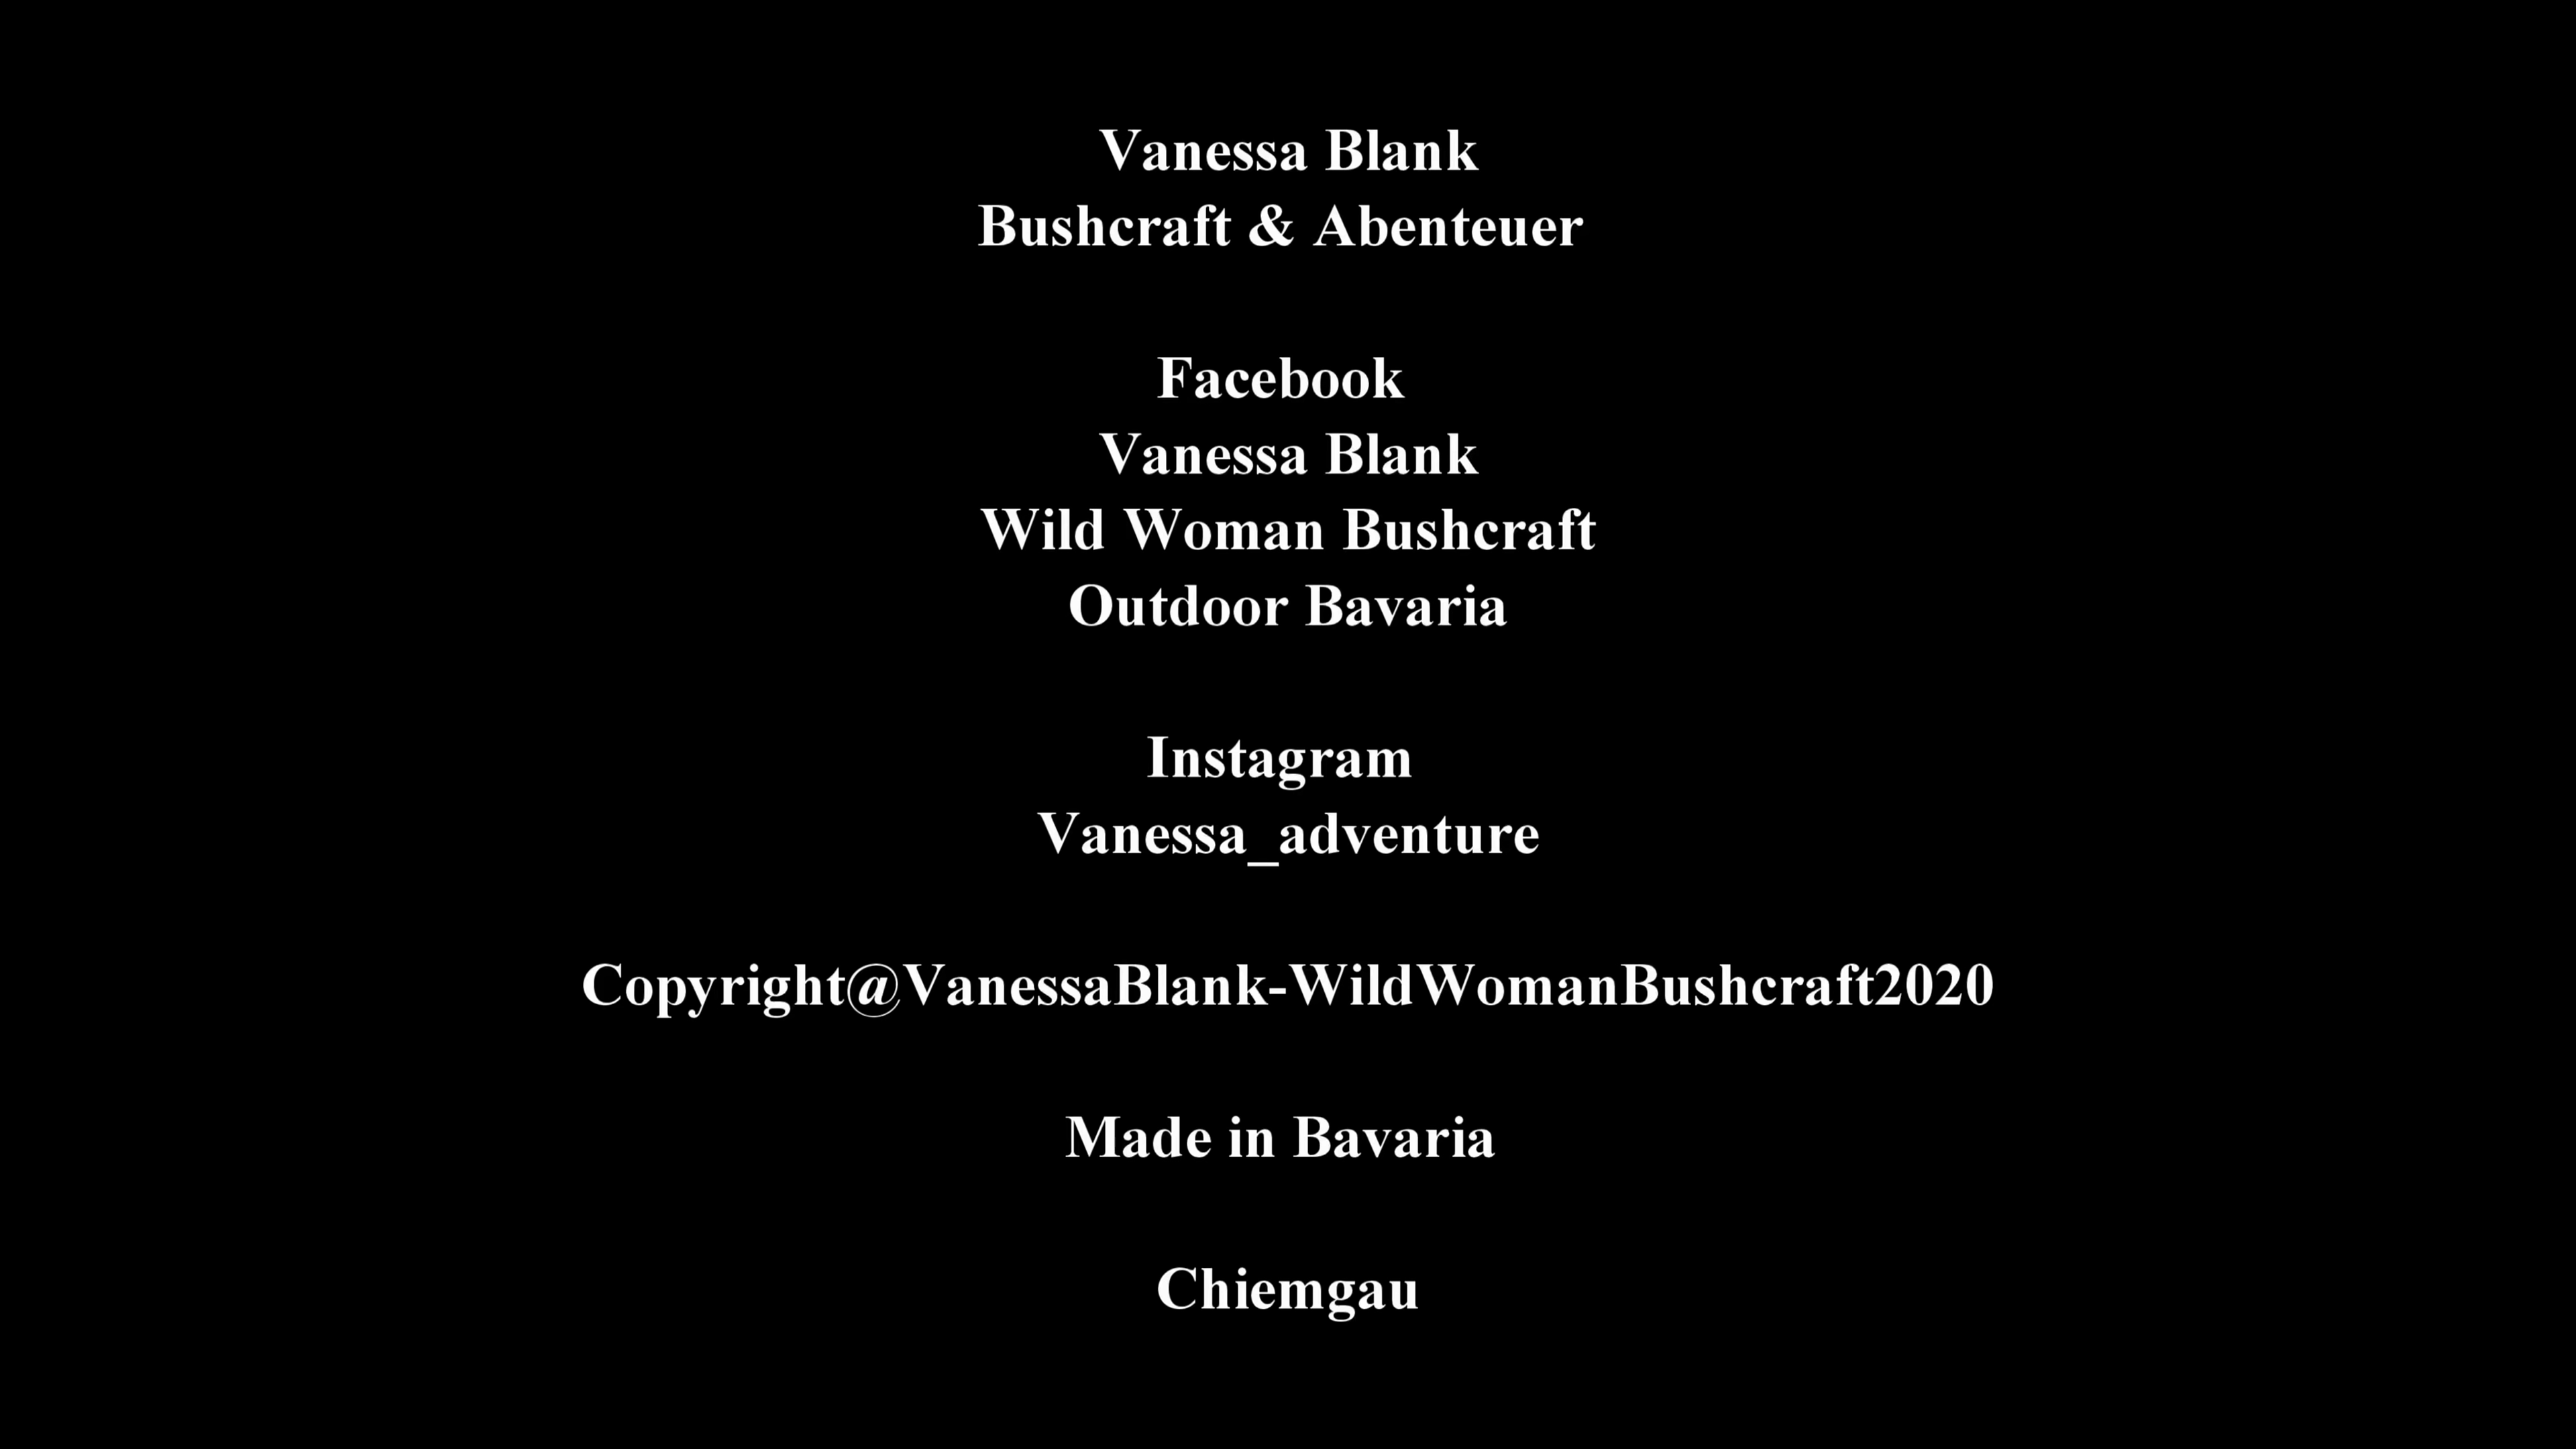 Vanessa Blank
Bushcraft & Abenteuer
Facebook
Vanessa Blank
Wild Woman Bushcraft
Outdoor Bavaria
Instagram
Vanessa_adventure
Copyright@VanessaBlank-WildWomanBushcraft2020
Made in Bavaria
Chiemgau